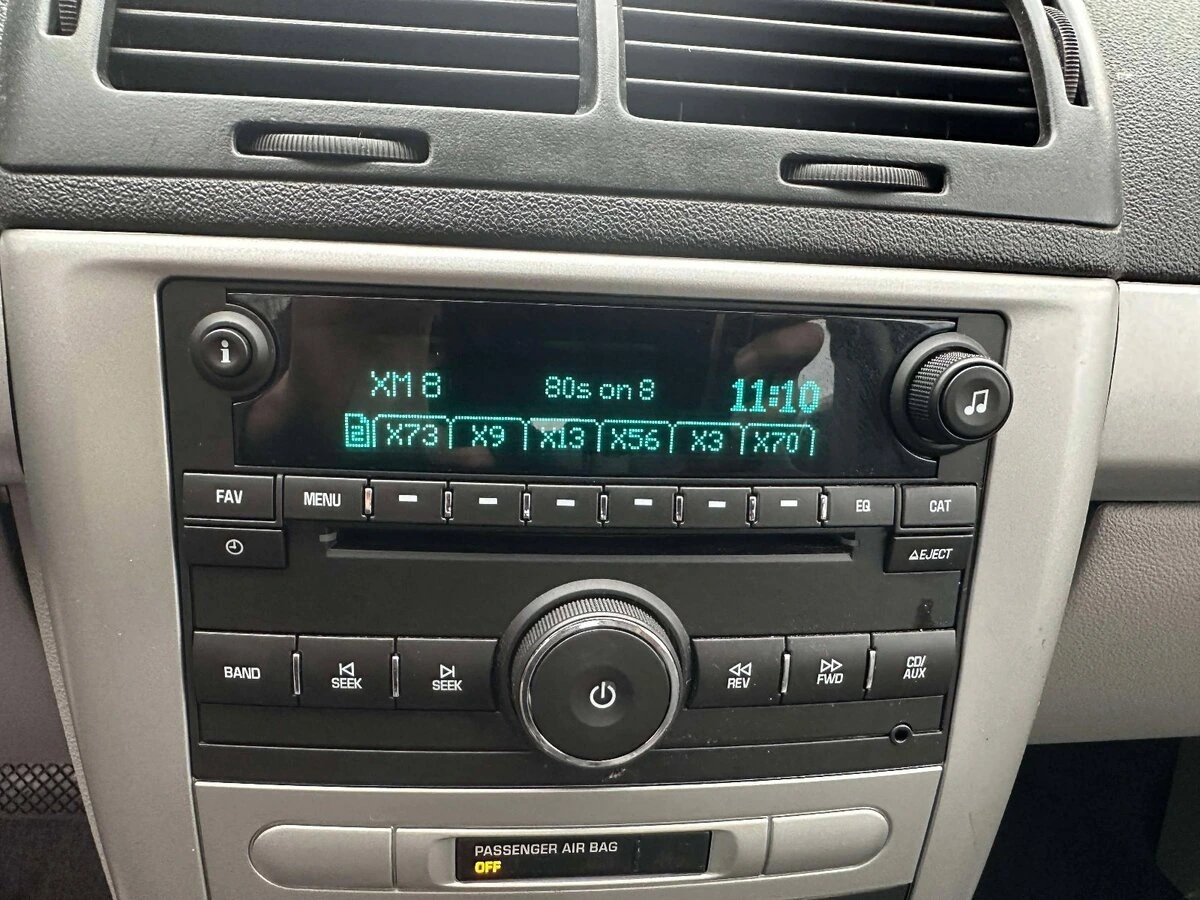 i
XM 8 80s on 8 11:10
2 X73 X9 X13 X56 X3 X70
FAV MENU EQ CAT
EJECT
BAND SEEK SEEK REV FWD CD/
AUX
PASSENGER AIR BAG
OFF